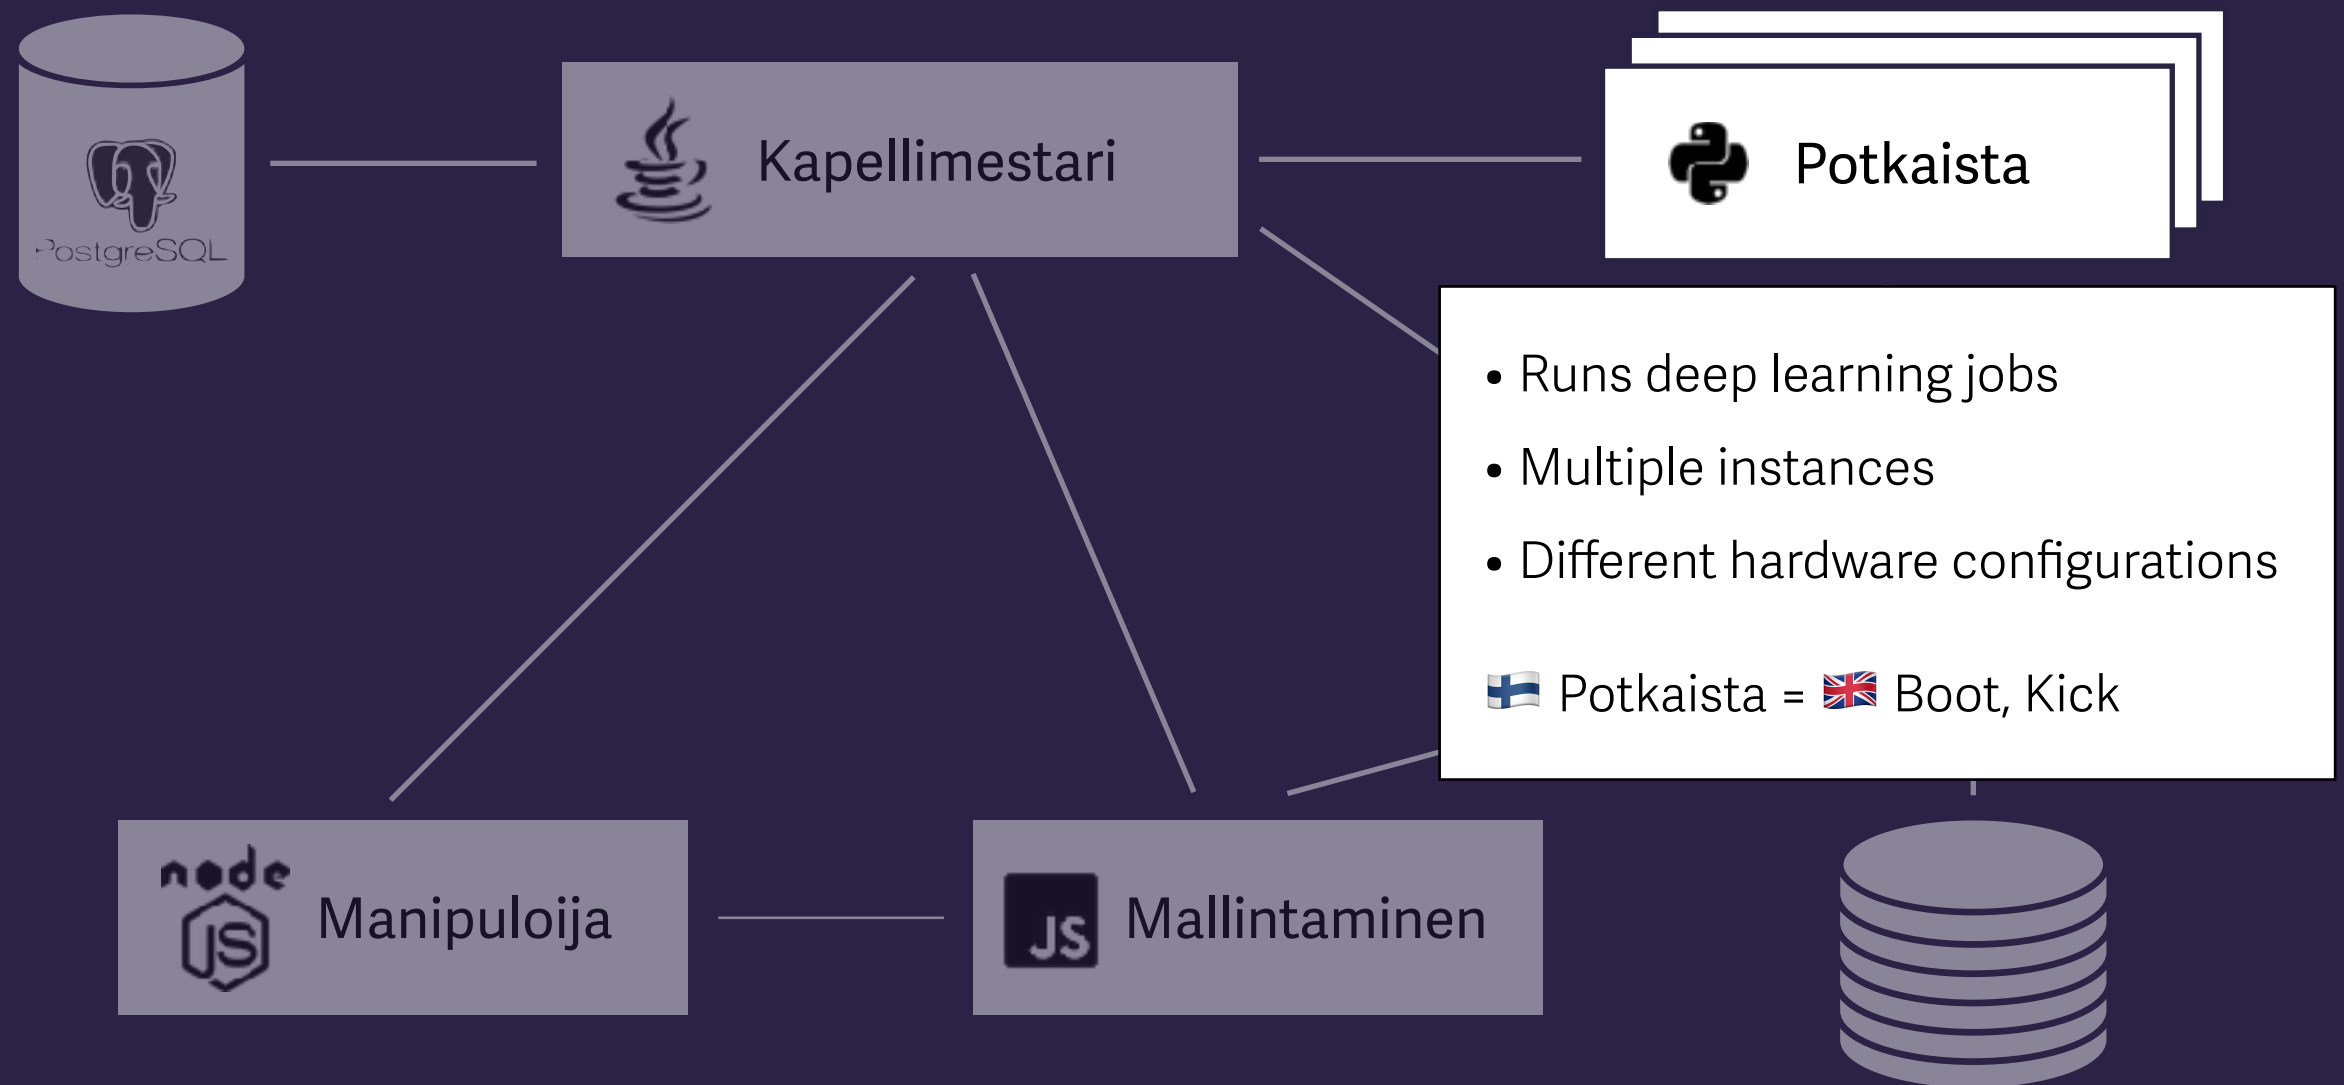 PostgreSQL
Kapellimestari
Potkaista
• Runs deep learning jobs
• Multiple instances
• Different hardware configurations
🇫🇮 Potkaista = 🇬🇧 Boot, Kick
node
JS
Manipuloija
JS
Mallintaminen